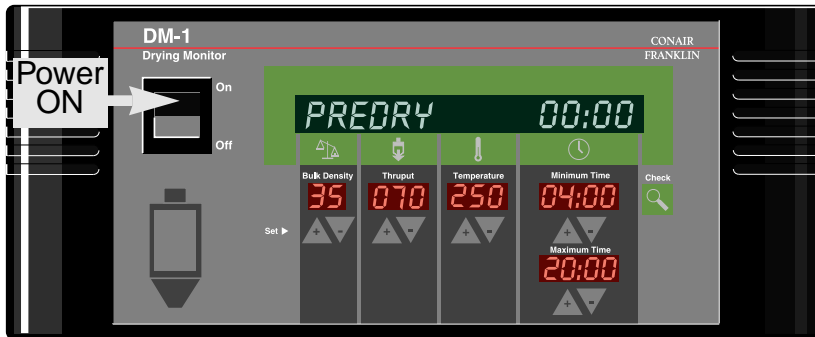 DM-1
Drying Monitor
CONAIR
FRANKLIN
Power
ON
On
Off
PREDRY 00:00
Bulk Density Thruput Temperature Minimum Time Check
35 070 250 04:00
Set
+ - + - + - + -
Maximum Time
20:00
+ -